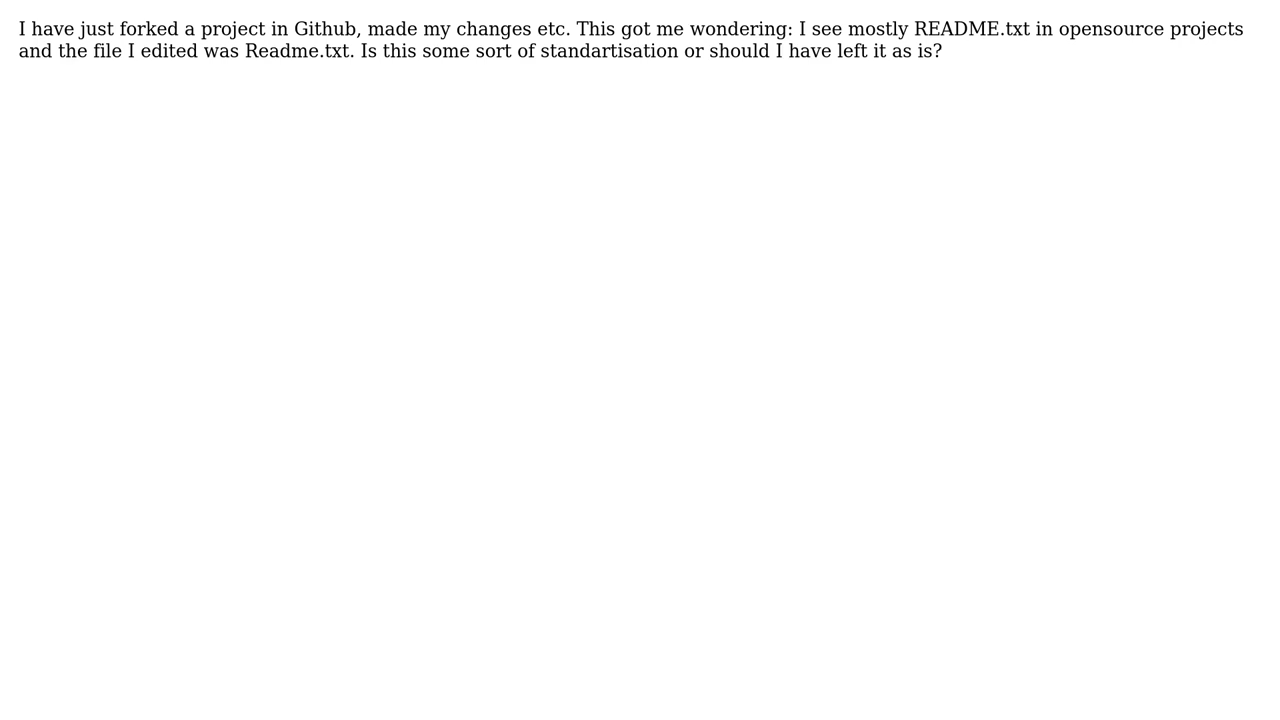 I have just forked a project in Github, made my changes etc. This got me wondering: I see mostly README.txt in opensource projects
and the file I edited was Readme.txt. Is this some sort of standartisation or should I have left it as is?